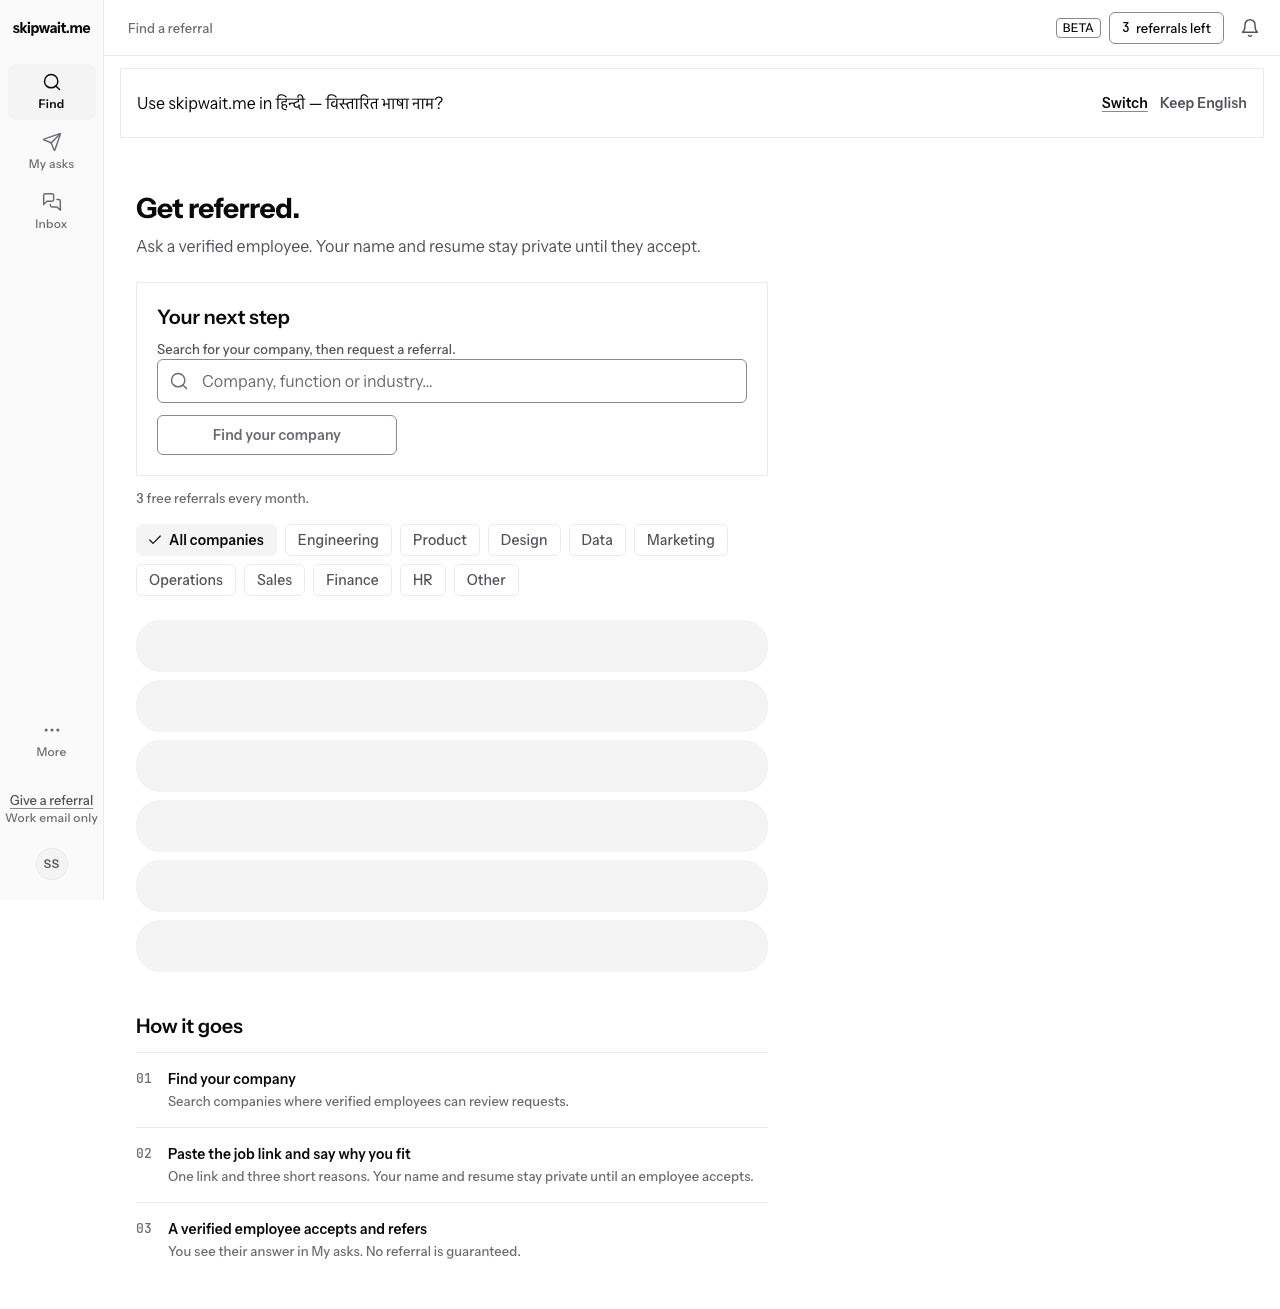 skipwait.me
Find a referral
BETA
3 referrals left
Find
My asks
Inbox
More
Give a referral
Work email only
SS
Use skipwait.me in हिन्दी — विस्तारित भाषा नाम?
Switch
Keep English
Get referred.
Ask a verified employee. Your name and resume stay private until they accept.
Your next step
Search for your company, then request a referral.
Company, function or industry...
Find your company
3 free referrals every month.
All companies
Engineering
Product
Design
Data
Marketing
Operations
Sales
Finance
HR
Other
How it goes
01 Find your company
Search companies where verified employees can review requests.
02 Paste the job link and say why you fit
One link and three short reasons. Your name and resume stay private until an employee accepts.
03 A verified employee accepts and refers
You see their answer in My asks. No referral is guaranteed.